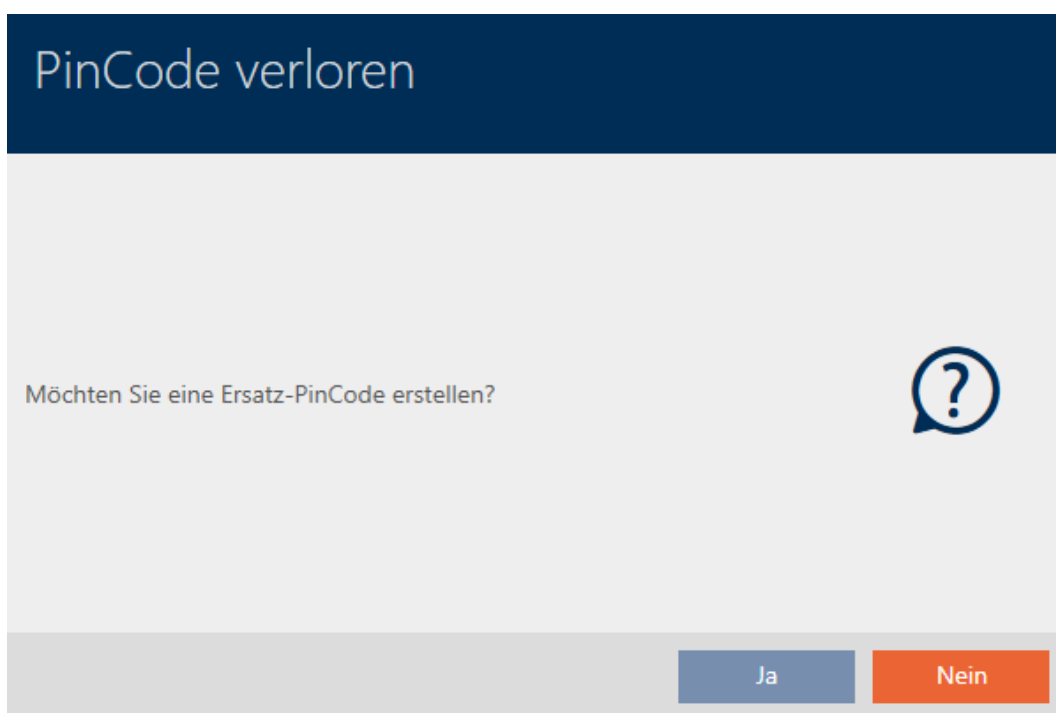 PinCode verloren
Möchten Sie eine Ersatz-PinCode erstellen?
?
Ja
Nein